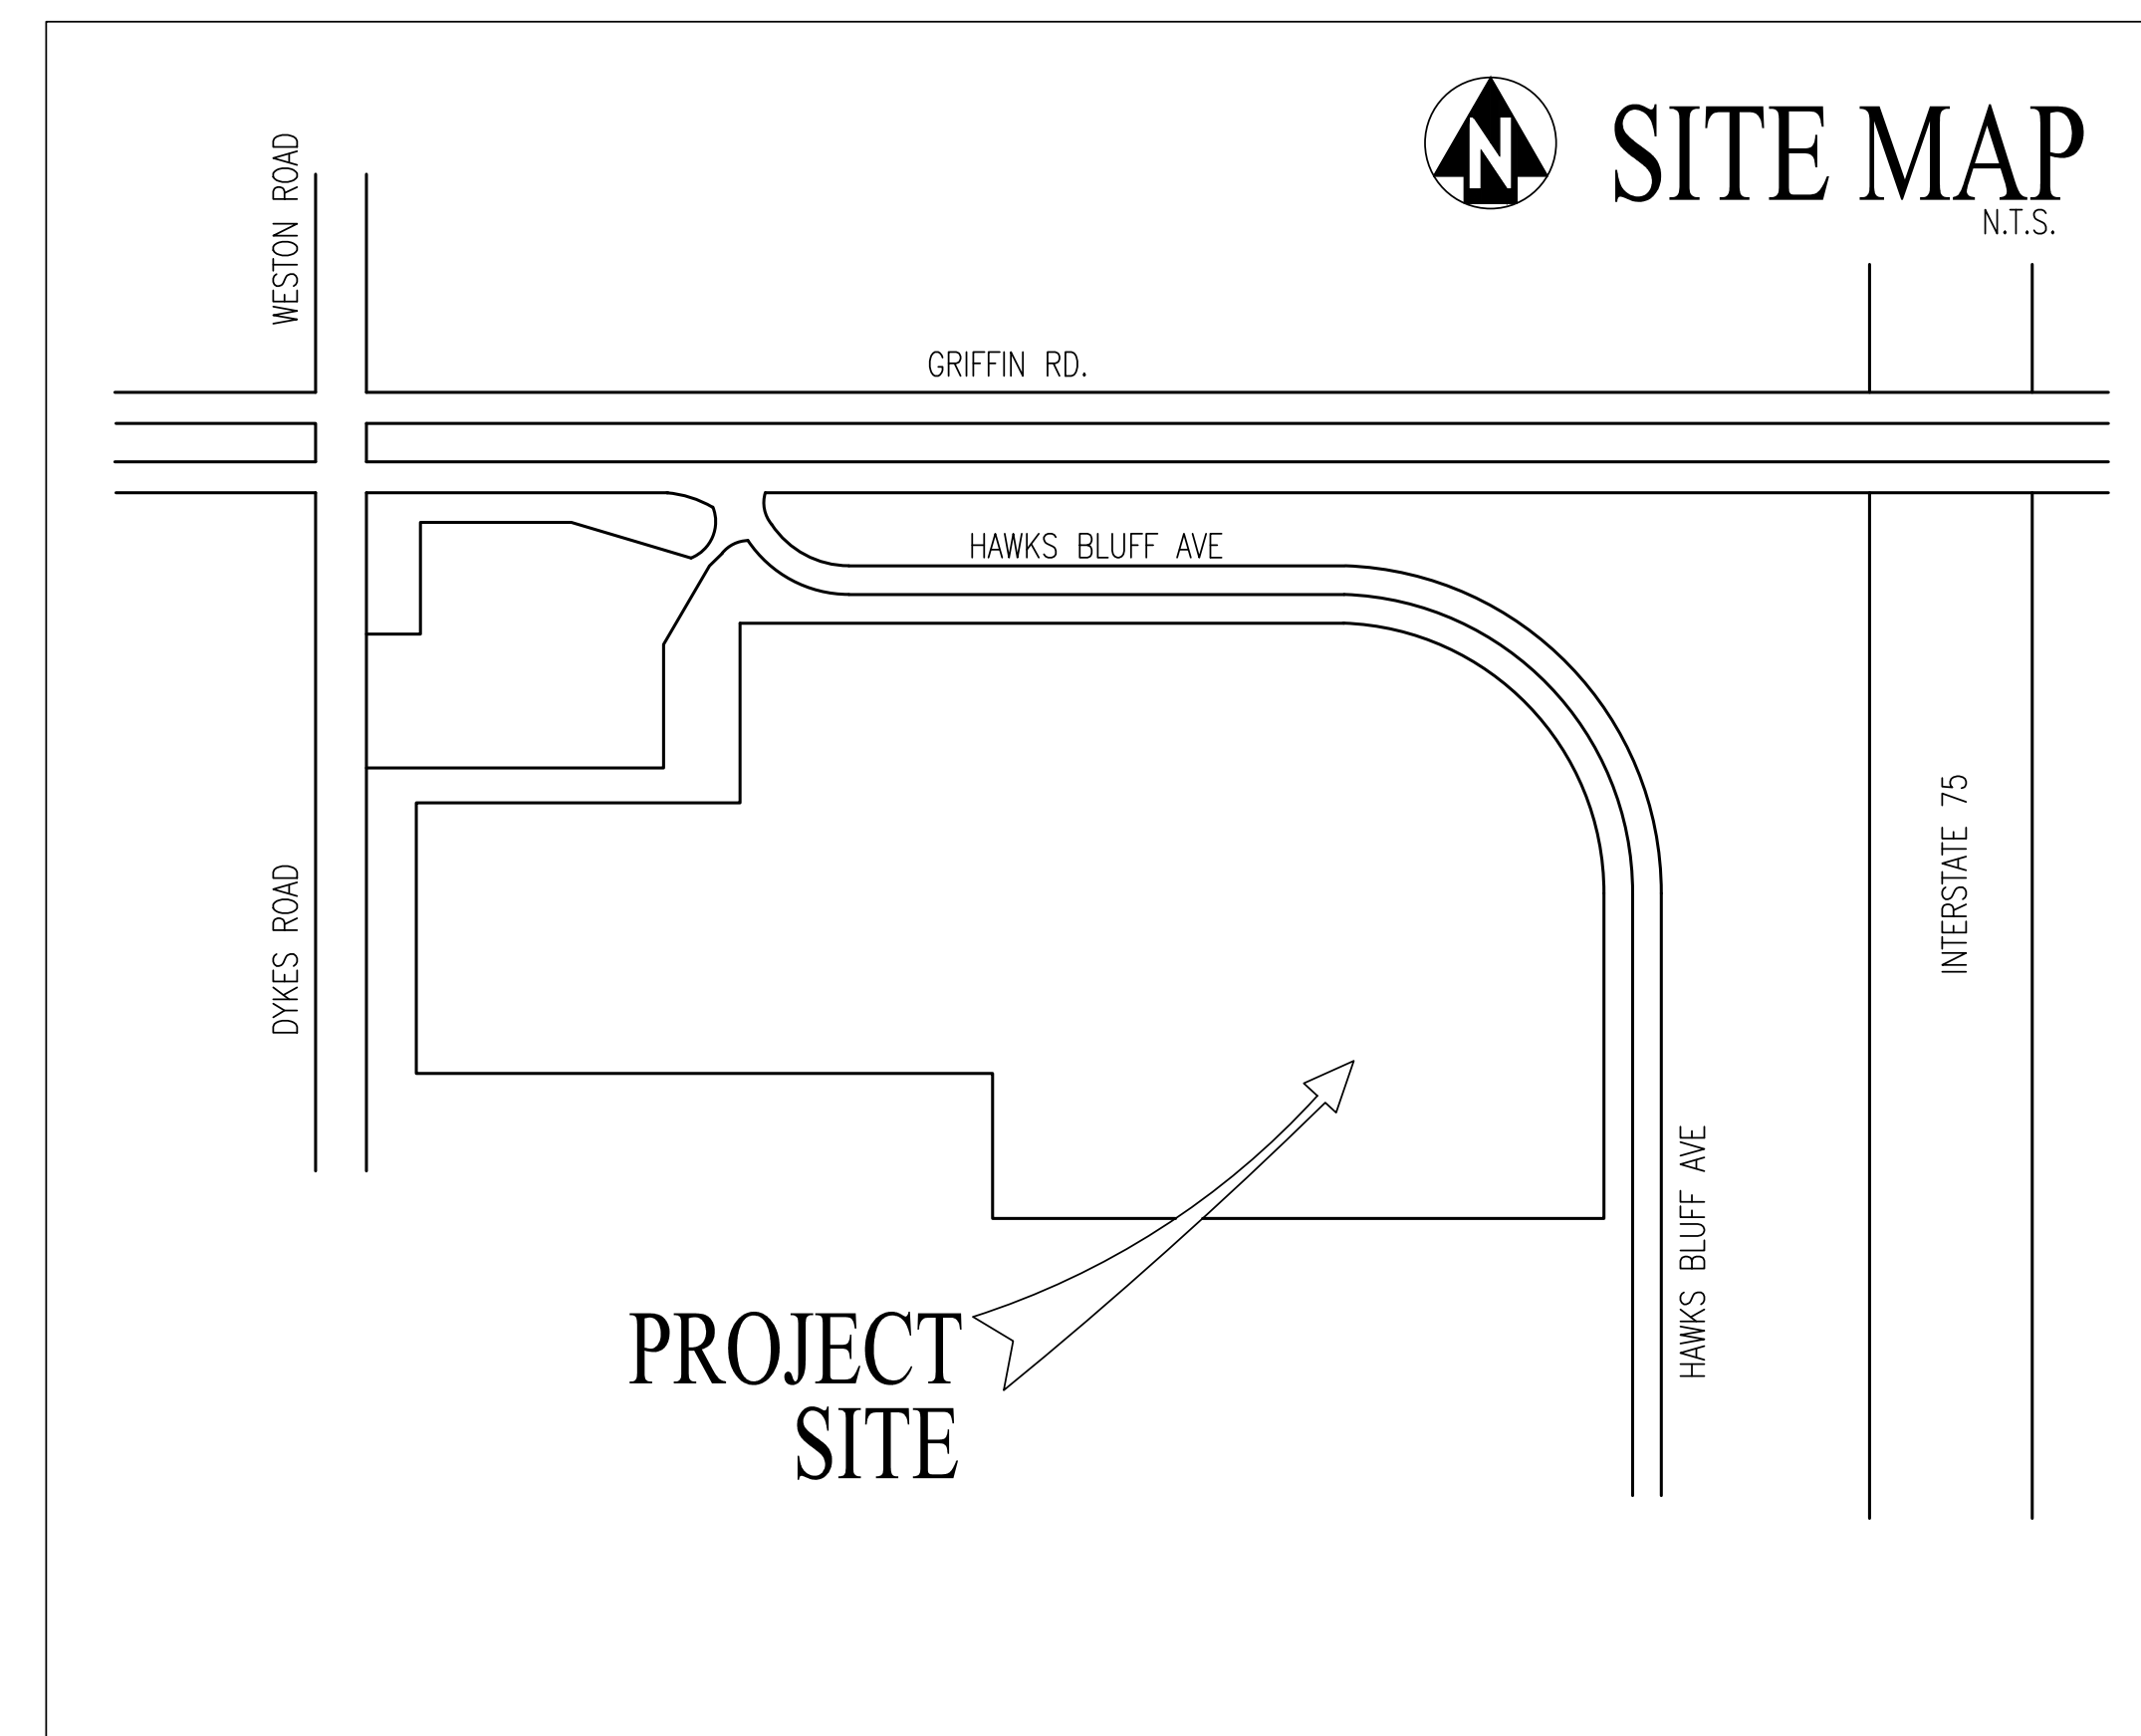 N
SITE MAP
N.T.S.
WESTON ROAD
GRIFFIN RD.
HAWKS BLUFF AVE
DYKES ROAD
INTERSTATE 75
HAWKS BLUFF AVE
PROJECT
SITE